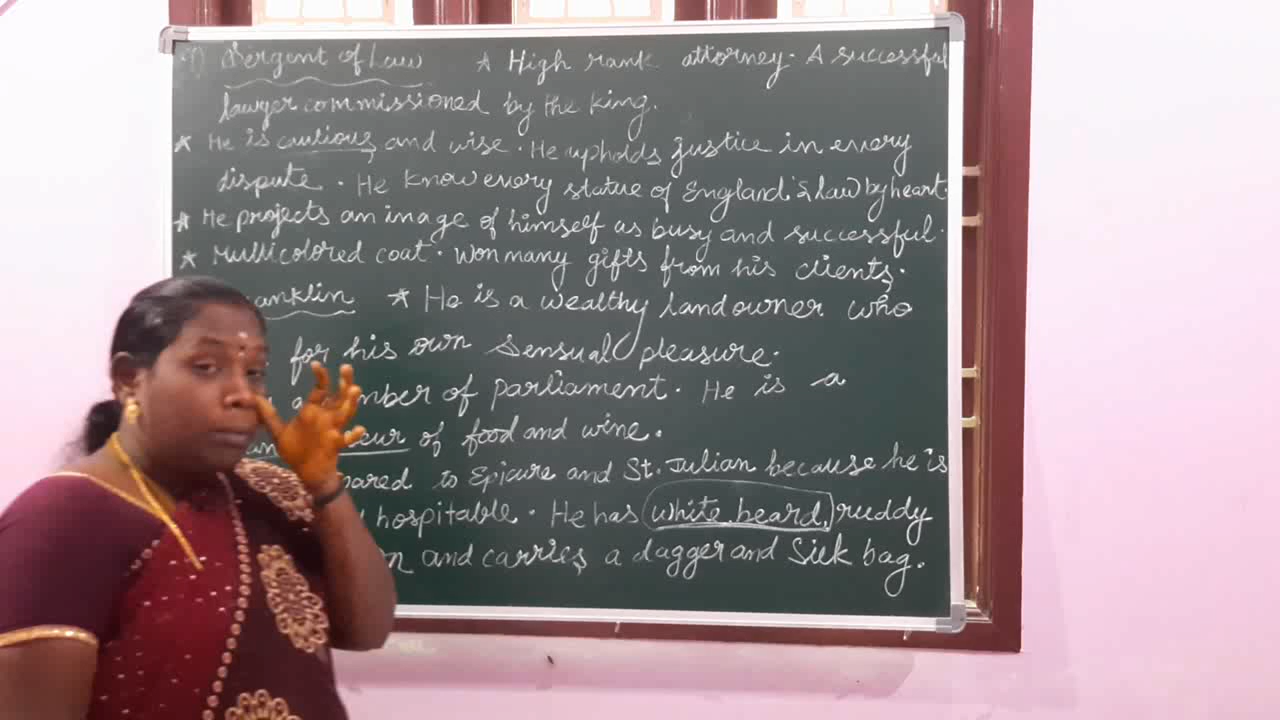 9) Sergent of Law * High rank attorney. A successful
lawyer commissioned by the King.
* He is cautious and wise. He upholds justice in every
dispute. He know every statue of England's law by heart.
* He projects an image of himself as busy and successful.
* Multicolored coat. Won many gifts from his clients.
anklin * He is a wealthy landowner who
for his own sensual pleasure.
a mber of parliament. He is a
eur of food and wine.
pared to Epicure and St. Julian because he is
hospitable. He has white beard, ruddy
n and carries a dagger and Silk bag.